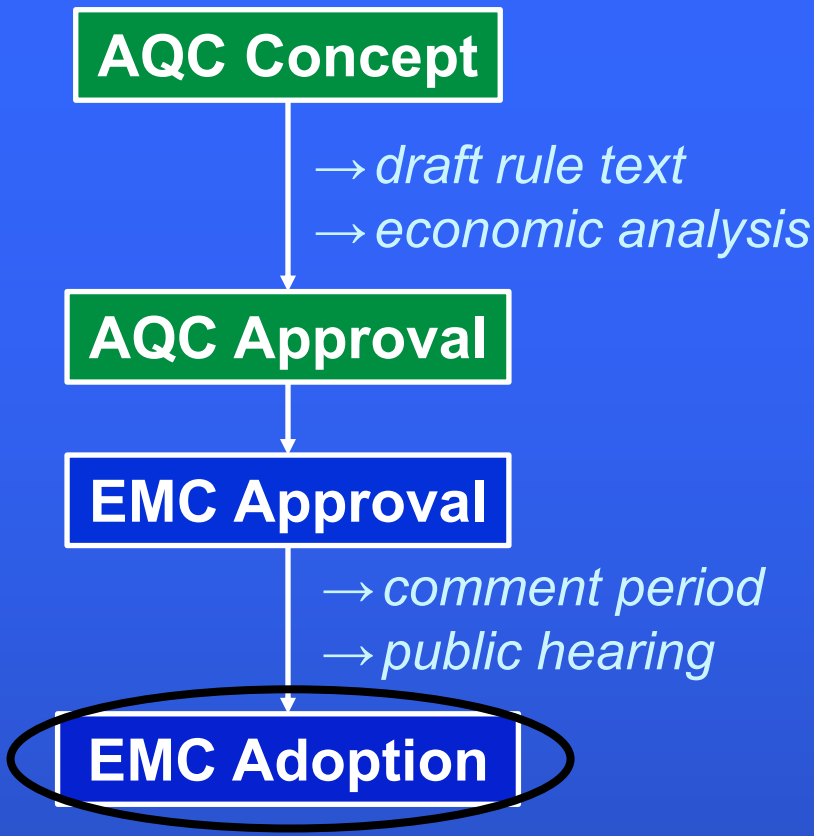 AQC Concept
→ draft rule text
→ economic analysis
AQC Approval
EMC Approval
→ comment period
→ public hearing
EMC Adoption